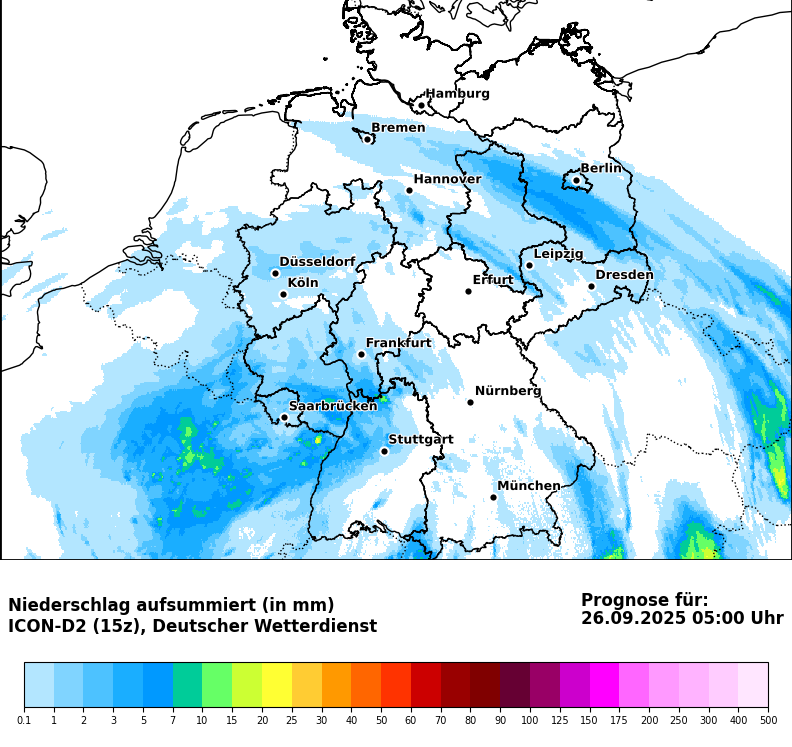 Hamburg
Bremen
Berlin
Hannover
Leipzig
Düsseldorf
Dresden
Köln
Erfurt
Frankfurt
Nürnberg
Saarbrücken
Stuttgart
München
Niederschlag aufsummiert (in mm)
ICON-D2 (15z), Deutscher Wetterdienst
Prognose für:
26.09.2025 05:00 Uhr
0.1 1 2 3 5 7 10 15 20 25 30 40 50 60 70 80 90 100 125 150 175 200 250 300 400 500